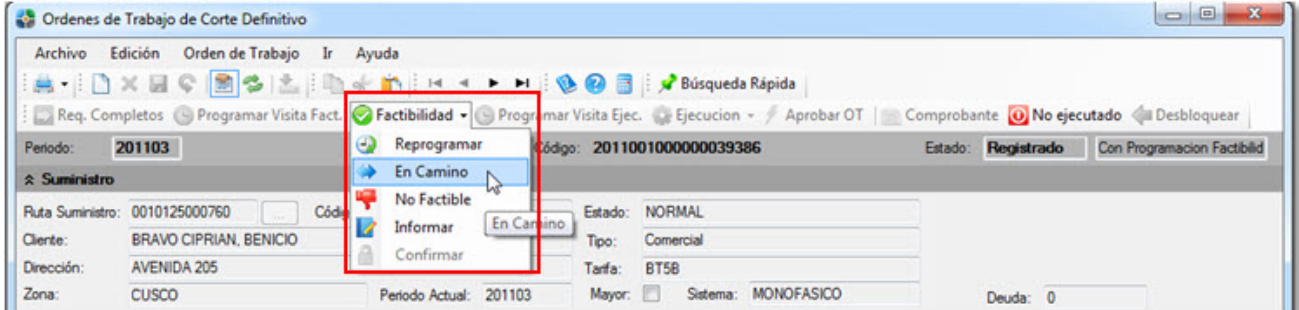 Ordenes de Trabajo de Corte Definitivo
Archivo Edición Orden de Trabajo Ir Ayuda
Búsqueda Rápida
Req. Completos Programar Visita Fact. Factibilidad Programar Visita Ejec. Ejecucion Aprobar OT Comprobante No ejecutado Desbloquear
Periodo: 201103 Código: 2011001000000039386 Estado: Registrado Con Programacion Factibilid
Reprogramar
Suministro
En Camino
No Factible
Ruta Suministro: 0010125000760 ... Códig Estado: NORMAL
Informar
En Camino
Cliente: BRAVO CIPRIAN, BENICIO Tipo: Comercial
Confirmar
Dirección: AVENIDA 205 Tarifa: BT5B
Zona: CUSCO Periodo Actual: 201103 Mayor: Sistema: MONOFASICO Deuda: 0